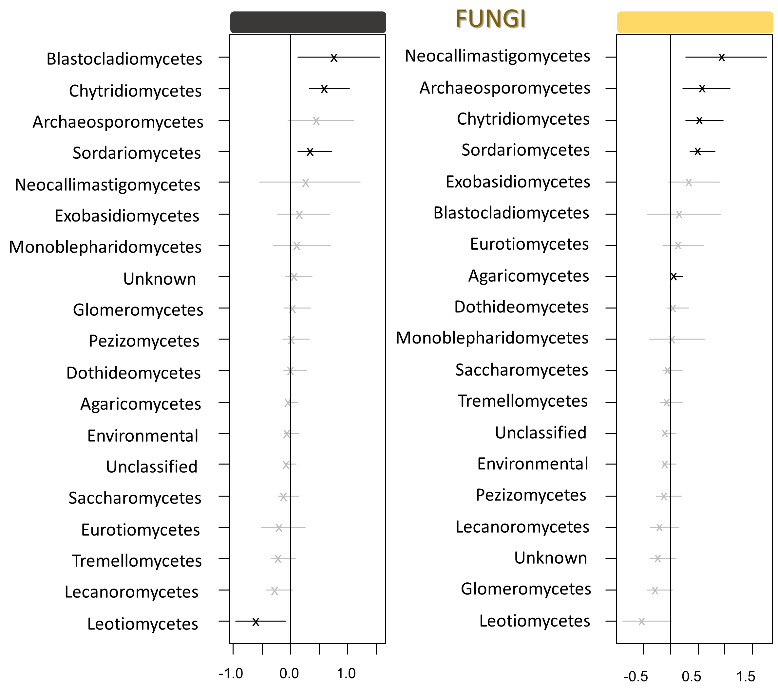 FUNGI
Blastocladiomycetes
Chytridiomycetes
Archaeosporomycetes
Sordariomycetes
Neocallimastigomycetes
Exobasidiomycetes
Monoblepharidomycetes
Unknown
Glomeromycetes
Pezizomycetes
Dothideomycetes
Agaricomycetes
Environmental
Unclassified
Saccharomycetes
Eurotiomycetes
Tremellomycetes
Lecanoromycetes
Leotiomycetes
-1.0 0.0 1.0
Neocallimastigomycetes
Archaeosporomycetes
Chytridiomycetes
Sordariomycetes
Exobasidiomycetes
Blastocladiomycetes
Eurotiomycetes
Agaricomycetes
Dothideomycetes
Monoblepharidomycetes
Saccharomycetes
Tremellomycetes
Unclassified
Environmental
Pezizomycetes
Lecanoromycetes
Unknown
Glomeromycetes
Leotiomycetes
-0.5 0.5 1.5